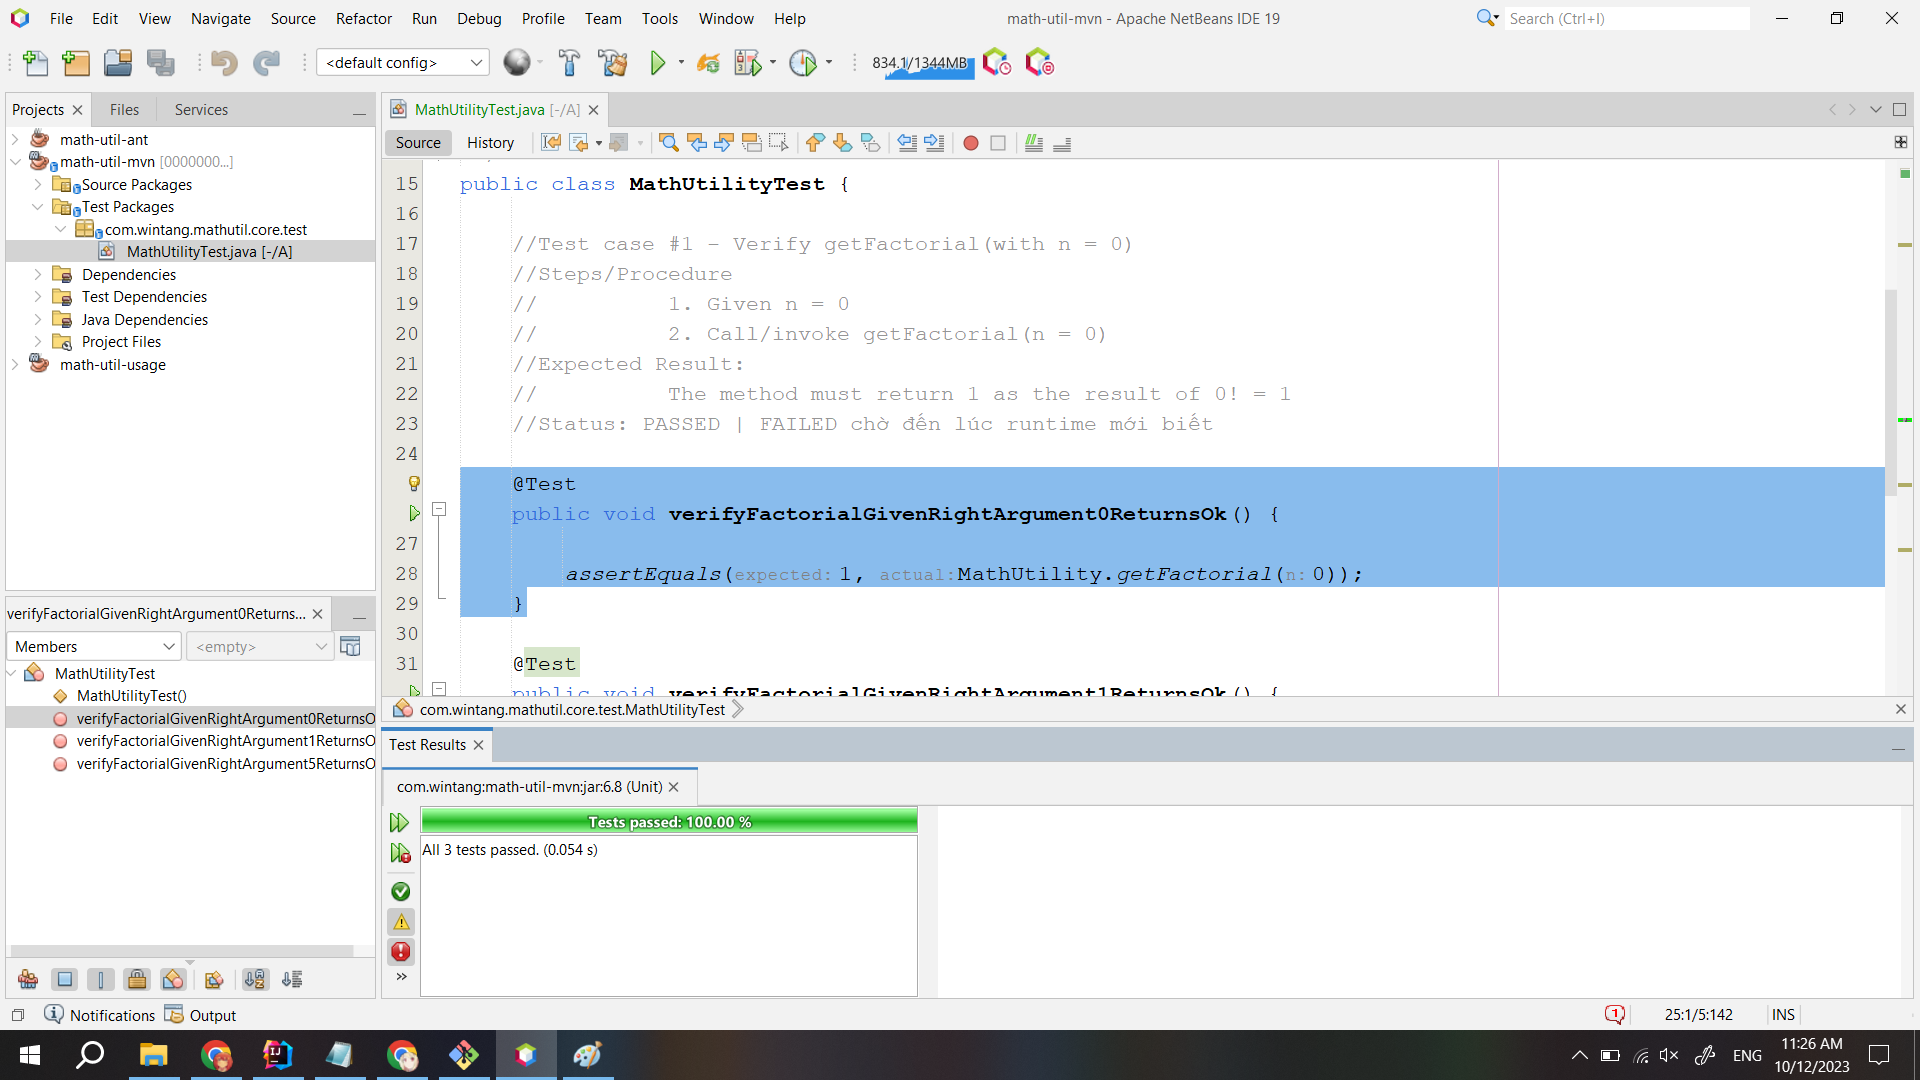 File Edit View Navigate Source Refactor Run Debug Profile Team Tools Window Help
math-util-mvn - Apache NetBeans IDE 19
Search (Ctrl+I)
<default config>
834.1/1344MB
Projects Files Services
math-util-ant
math-util-mvn [0000000...]
Source Packages
Test Packages
com.wintang.mathutil.core.test
MathUtilityTest.java [-/A]
Dependencies
Test Dependencies
Java Dependencies
Project Files
math-util-usage
MathUtilityTest.java [-/A]
Source History
15 public class MathUtilityTest {
16
17 //Test case #1 - Verify getFactorial(with n = 0)
18 //Steps/Procedure
19 // 1. Given n = 0
20 // 2. Call/invoke getFactorial(n = 0)
21 //Expected Result:
22 // The method must return 1 as the result of 0! = 1
23 //Status: PASSED | FAILED chờ đến lúc runtime mới biết
24
@Test
public void verifyFactorialGivenRightArgument0ReturnsOk() {
27
28 assertEquals(expected: 1, actual: MathUtility.getFactorial(n: 0));
29 }
30
31 @Test
public void verifyFactorialGivenRightArgument1ReturnsOk() {
com.wintang.mathutil.core.test.MathUtilityTest
verifyFactorialGivenRightArgument0Returns...
Members
<empty>
MathUtilityTest
MathUtilityTest()
verifyFactorialGivenRightArgument0ReturnsO
verifyFactorialGivenRightArgument1ReturnsO
verifyFactorialGivenRightArgument5ReturnsO
Test Results
com.wintang:math-util-mvn:jar:6.8 (Unit)
Tests passed: 100.00 %
All 3 tests passed. (0.054 s)
Notifications Output
1
25:1/5:142
INS
ENG
11:26 AM
10/12/2023